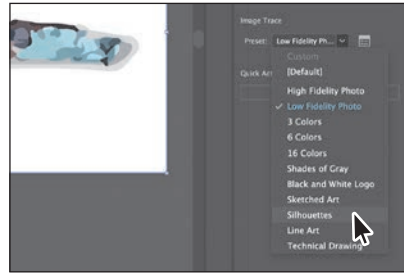 Image Trace
Preset: Low Fidelity Ph...
Custom
[Default]
High Fidelity Photo
Low Fidelity Photo
3 Colors
6 Colors
16 Colors
Shades of Gray
Black and White Logo
Sketched Art
Silhouettes
Line Art
Technical Drawing